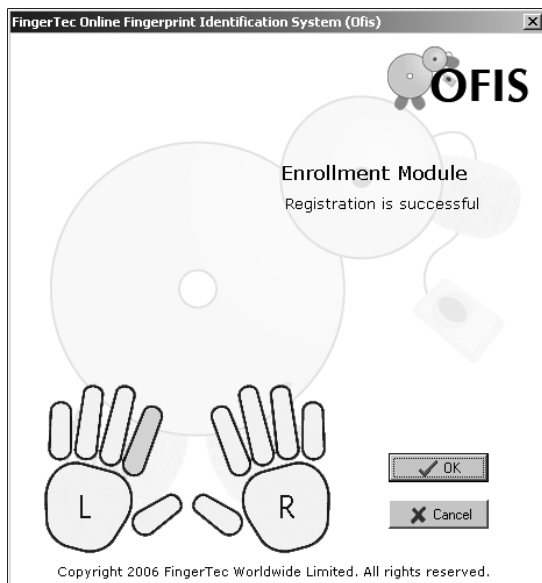 FingerTec Online Fingerprint Identification System (Ofis)
OFIS
Enrollment Module
Registration is successful
L
R
OK
Cancel
Copyright 2006 FingerTec Worldwide Limited. All rights reserved.